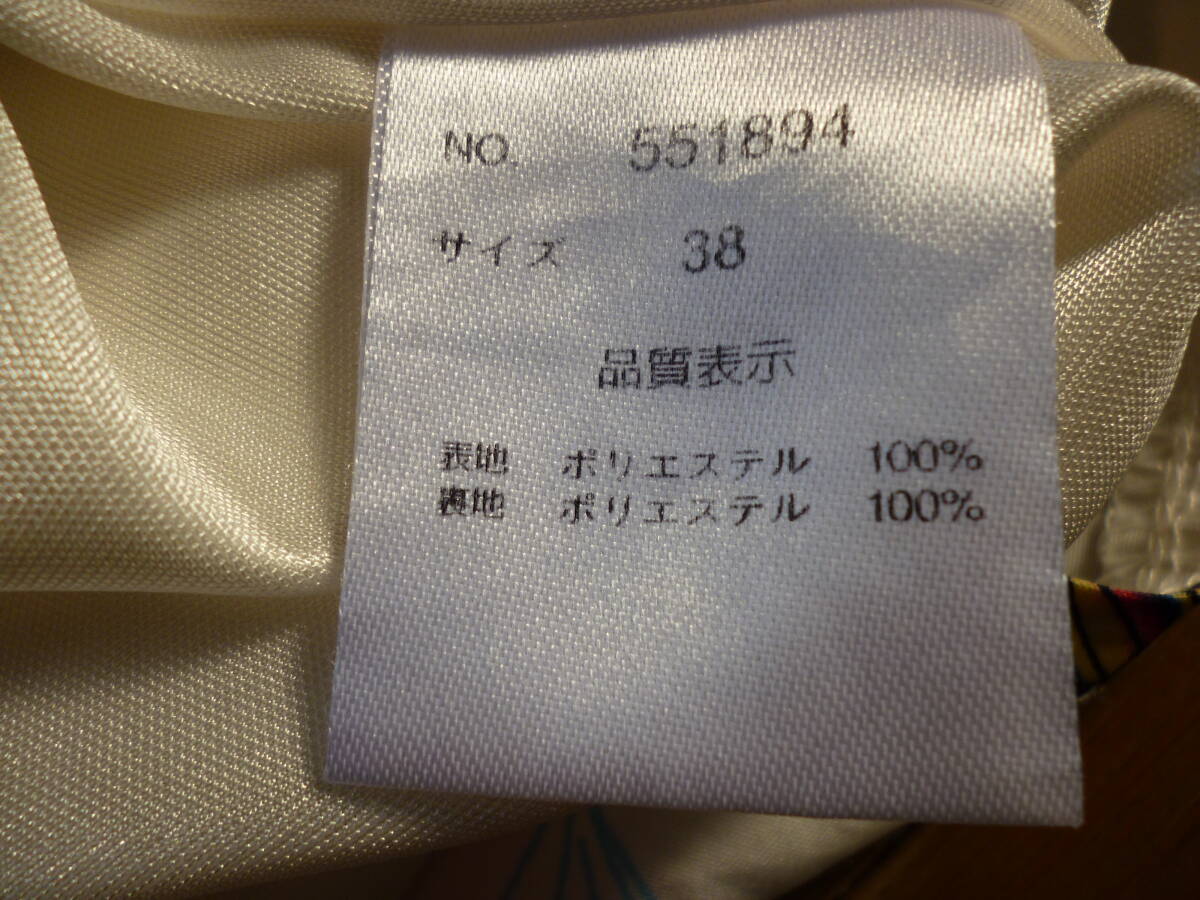 NO. 551894
サイズ 38
品質表示
表地 ポリエステル 100%
裏地 ポリエステル 100%